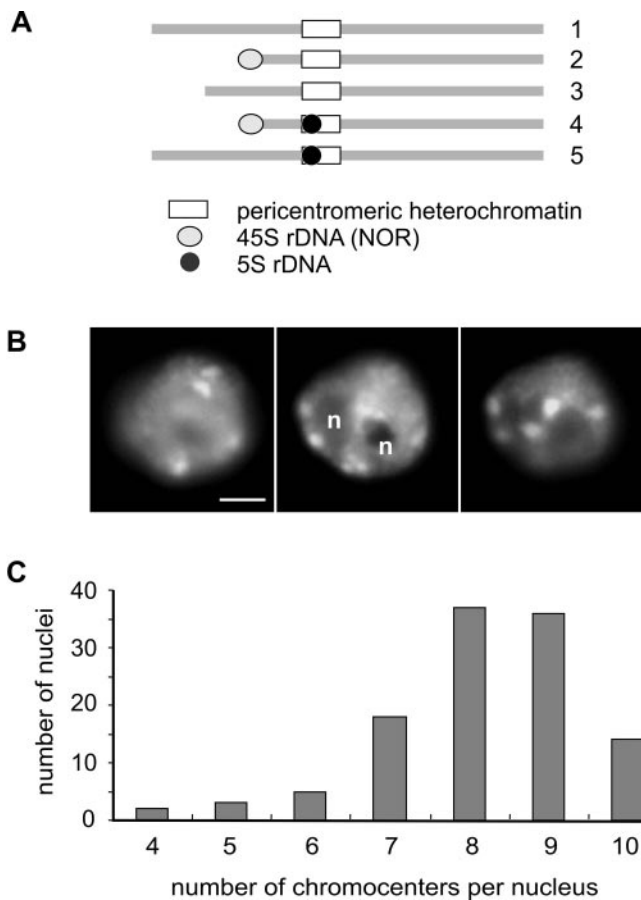 A
1
2
3
4
5
pericentromeric heterochromatin
45S rDNA (NOR)
5S rDNA
B
n
n
C
number of nuclei
40
30
20
10
0
4 5 6 7 8 9 10
number of chromocenters per nucleus